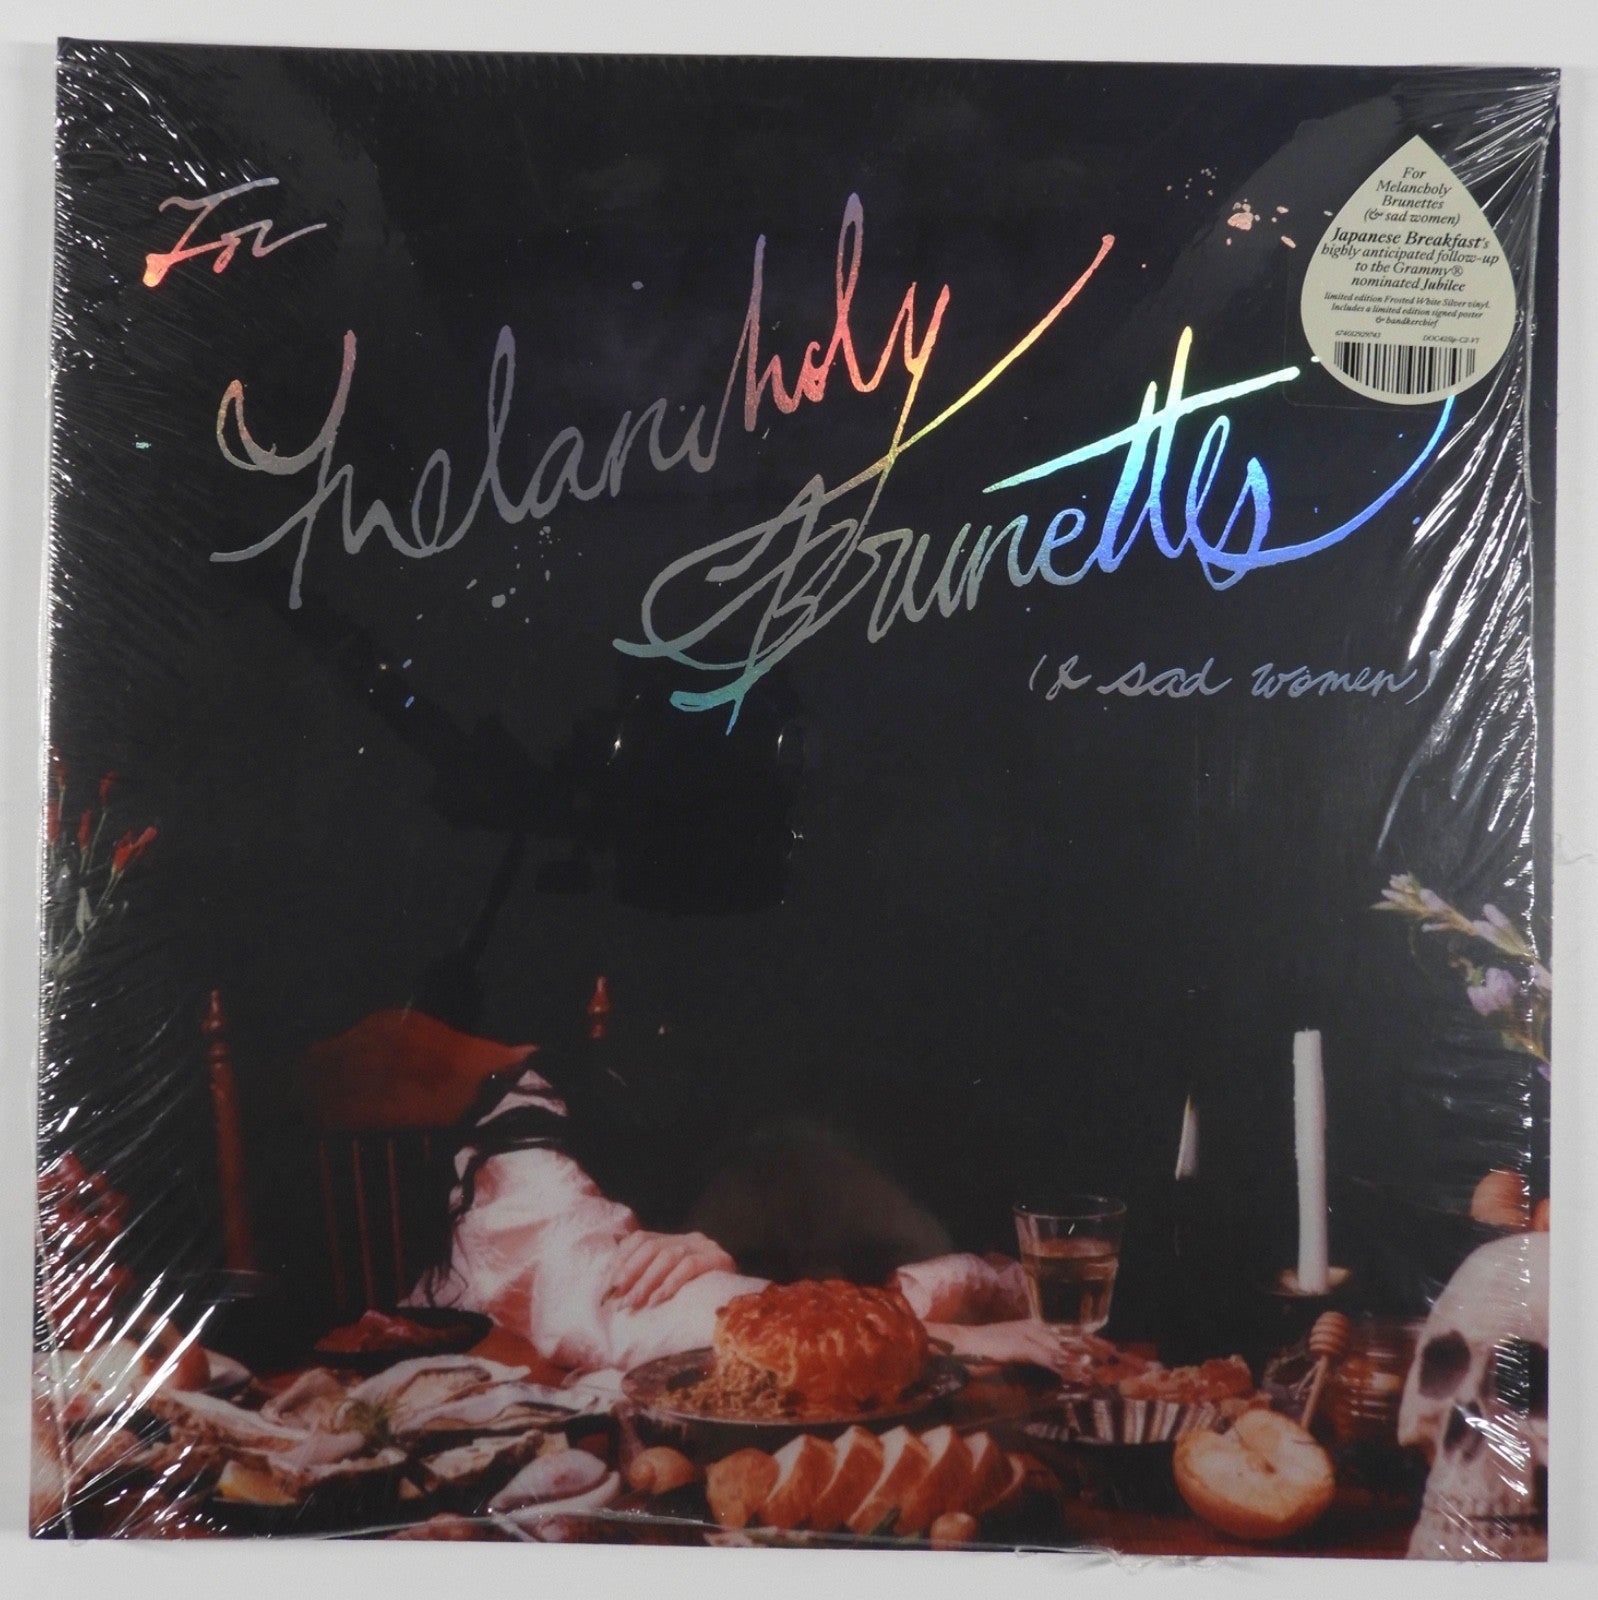 For
Melancholy
Brunettes
(& sad women)
For
Melancholy
Brunettes
(& sad women)
Japanese Breakfast's
highly anticipated follow-up
to the Grammy®
nominated Jubilee
limited edition Frosted White Silver vinyl.
Includes a limited edition signed poster
& handkerchief